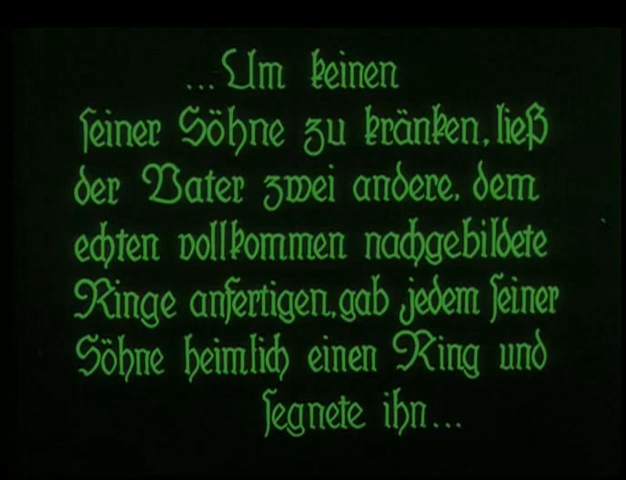 ...Um keinen
seiner Söhne zu kränken, ließ
der Vater zwei andere, dem
echten vollkommen nachgebildete
Ringe anfertigen, gab jedem seiner
Söhne heimlich einen Ring und
segnete ihn...